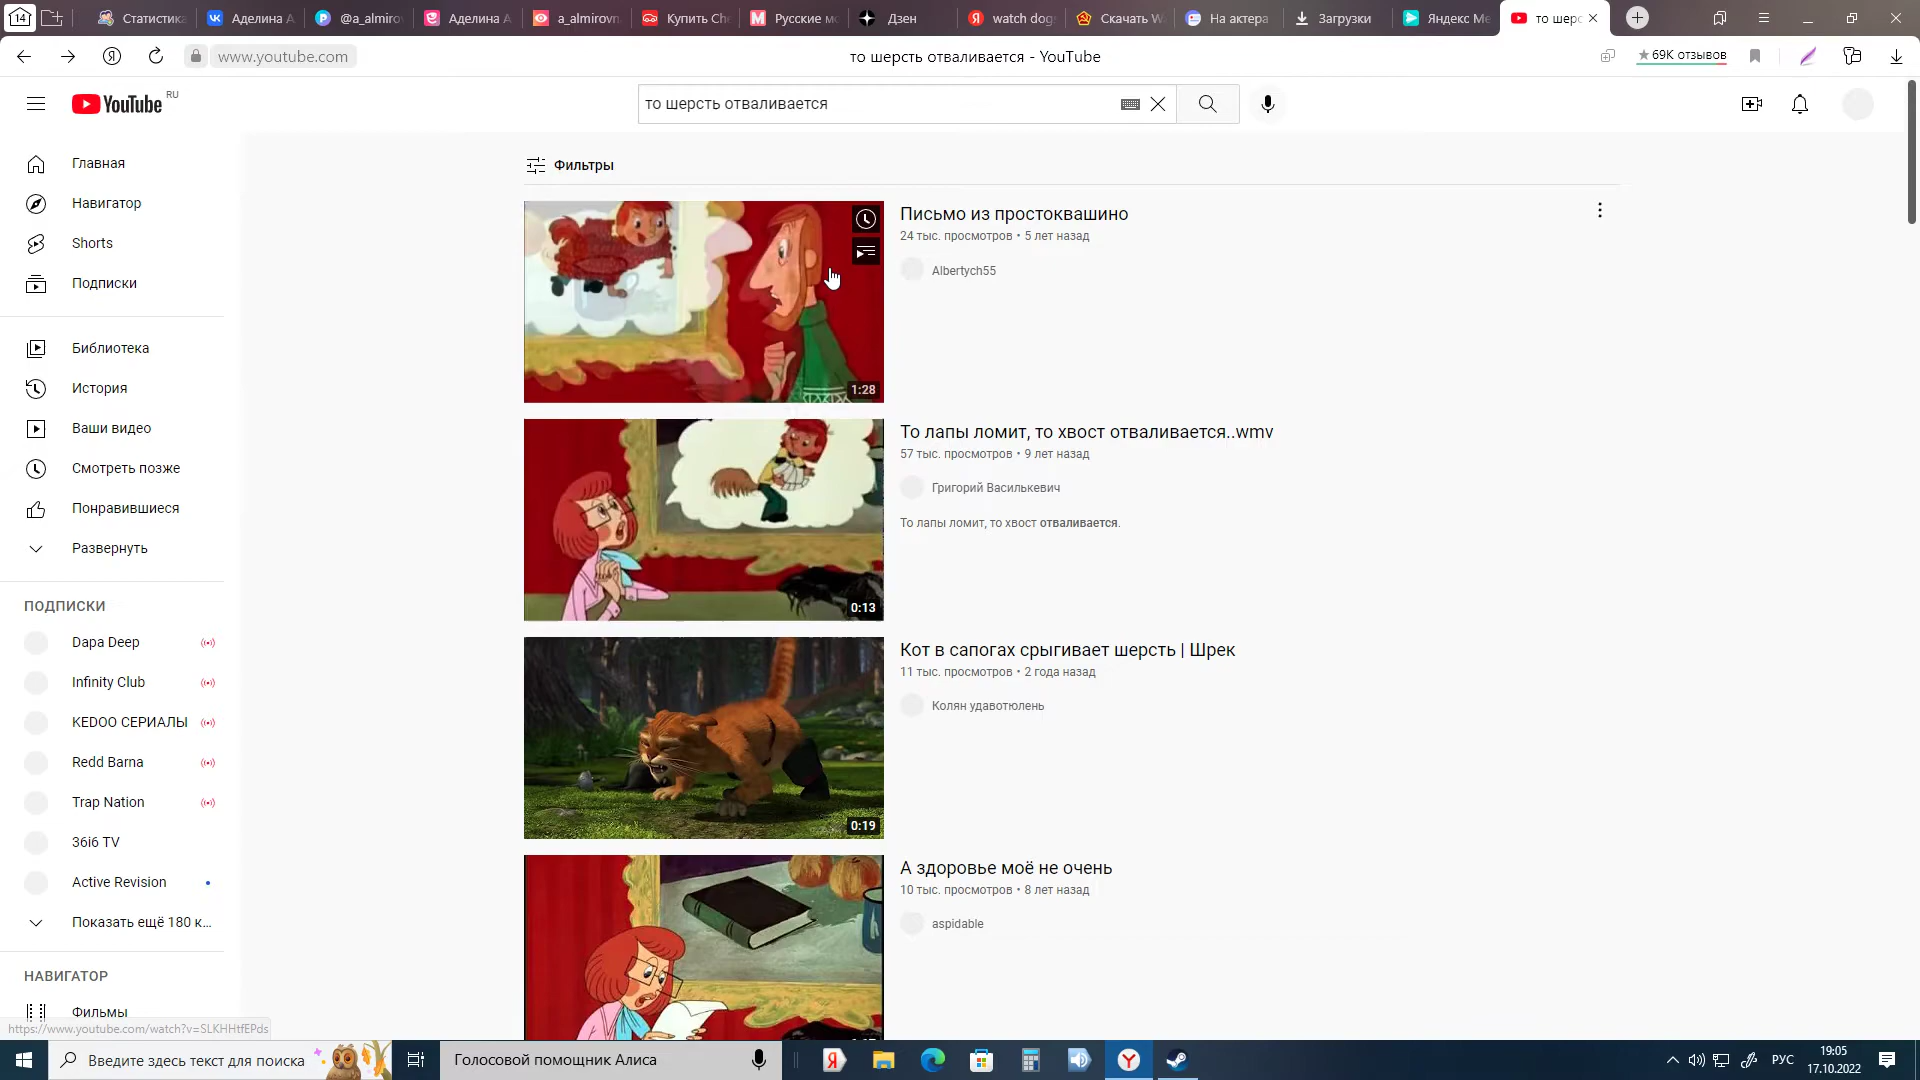 14
Статистика
Аделина А
@a_almiro
Аделина А
a_almirovn
Купить Che
Русские мо
Дзен
watch dogs
Скачать W
На актера
Загрузки
Яндекс Ме
то шерс
www.youtube.com
то шерсть отваливается - YouTube
69K отзывов
YouTube
RU
то шерсть отваливается
Главная
Навигатор
Shorts
Подписки
Библиотека
История
Ваши видео
Смотреть позже
Понравившиеся
Развернуть
ПОДПИСКИ
Dapa Deep
Infinity Club
KEDOO СЕРИАЛЫ
Redd Barna
Trap Nation
36i6 TV
Active Revision
Показать ещё 180 к...
НАВИГАТОР
Фильмы
https://www.youtube.com/watch?v=SLKHHtfEPds
Фильтры
1:28
Письмо из простоквашино
24 тыс. просмотров • 5 лет назад
Albertych55
0:13
То лапы ломит, то хвост отваливается..wmv
57 тыс. просмотров • 9 лет назад
Григорий Василькевич
То лапы ломит, то хвост отваливается.
0:19
Кот в сапогах срыгивает шерсть | Шрек
11 тыс. просмотров • 2 года назад
Колян удавотюлень
А здоровье моё не очень
10 тыс. просмотров • 8 лет назад
aspidable
Введите здесь текст для поиска
Голосовой помощник Алиса
РУС
19:05
17.10.2022